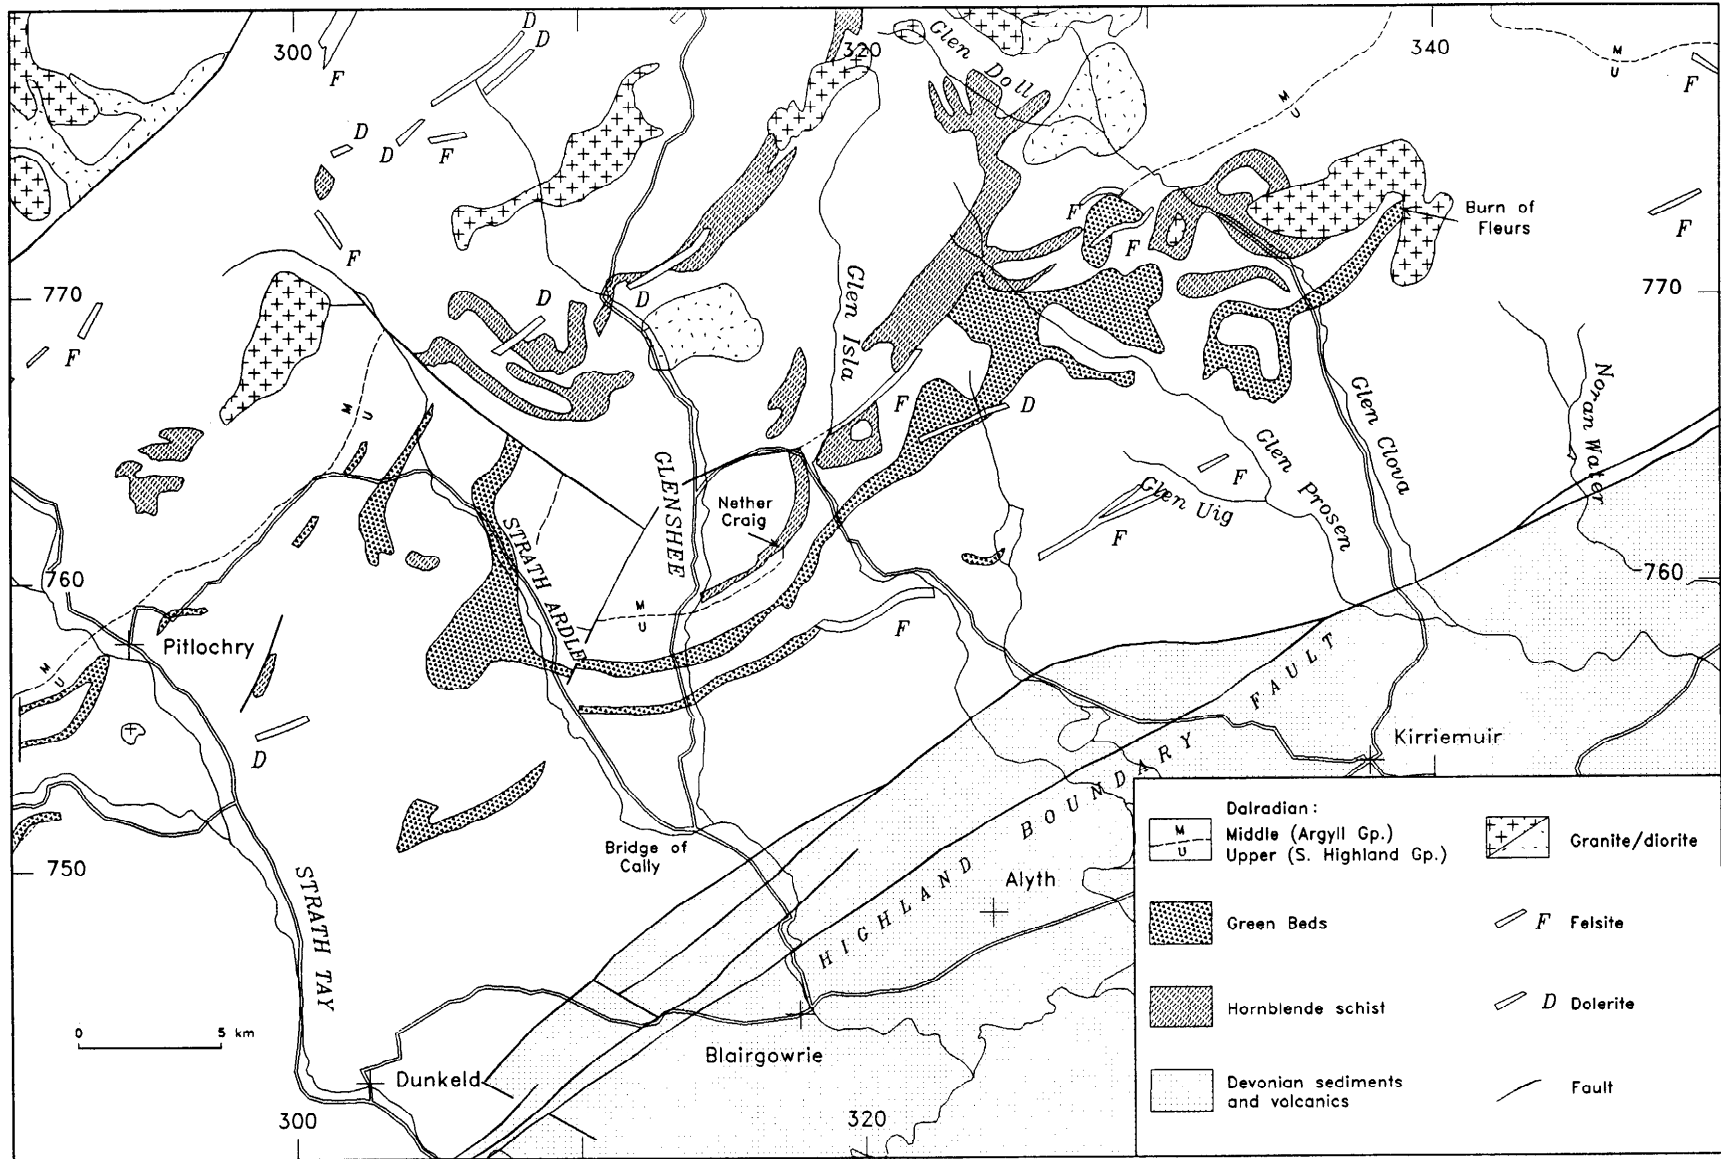 D
300
320
340
F
D
Glen Doll
M
U
F
M
U
D
D
F
F
F
Burn of
Fleurs
F
F
F
770
D
D
Glen Isla
770
F
M
U
F
D
Glen Clova
Noran Water
GLENSHEE
Nether
Craig
Glen Prosen
F
Glen Uig
F
STRATH ARDLE
760
760
M
U
Pitlochry
F
M
U
D
HIGHLAND BOUNDARY FAULT
Kirriemuir
Bridge of
Cally
750
Alyth
STRATH TAY
0 5 km
Blairgowrie
Dunkeld
300
320
Dalradian :
M
U
Middle (Argyll Gp.)
Upper (S. Highland Gp.)
Granite/diorite
Green Beds
F Felsite
Hornblende schist
D Dolerite
Devonian sediments
and volcanics
Fault